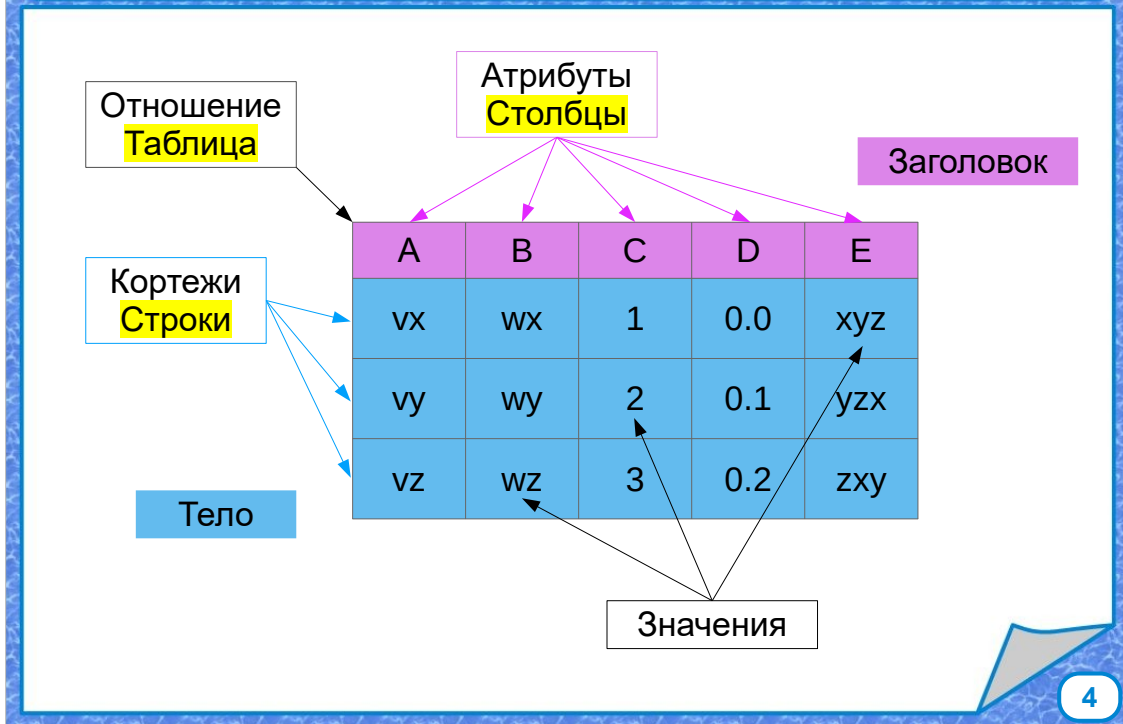 Атрибуты
Столбцы
Отношение
Таблица
Заголовок
A B C D E
Кортежи
Строки
vx wx 1 0.0 xyz
vy wy 2 0.1 yzx
vz wz 3 0.2 zxy
Тело
Значения
4